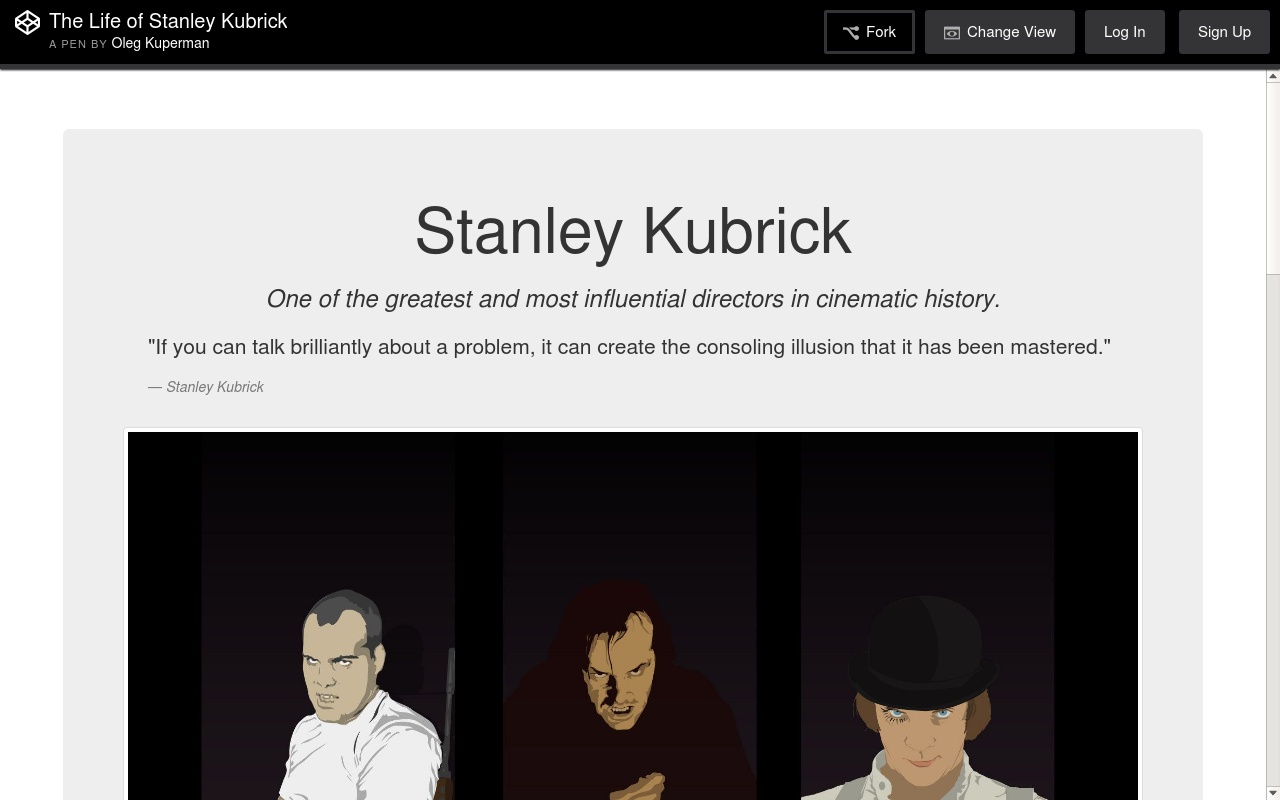 The Life of Stanley Kubrick
A PEN BY Oleg Kuperman
Fork
Change View
Log In
Sign Up
Stanley Kubrick
One of the greatest and most influential directors in cinematic history.
"If you can talk brilliantly about a problem, it can create the consoling illusion that it has been mastered."
— Stanley Kubrick